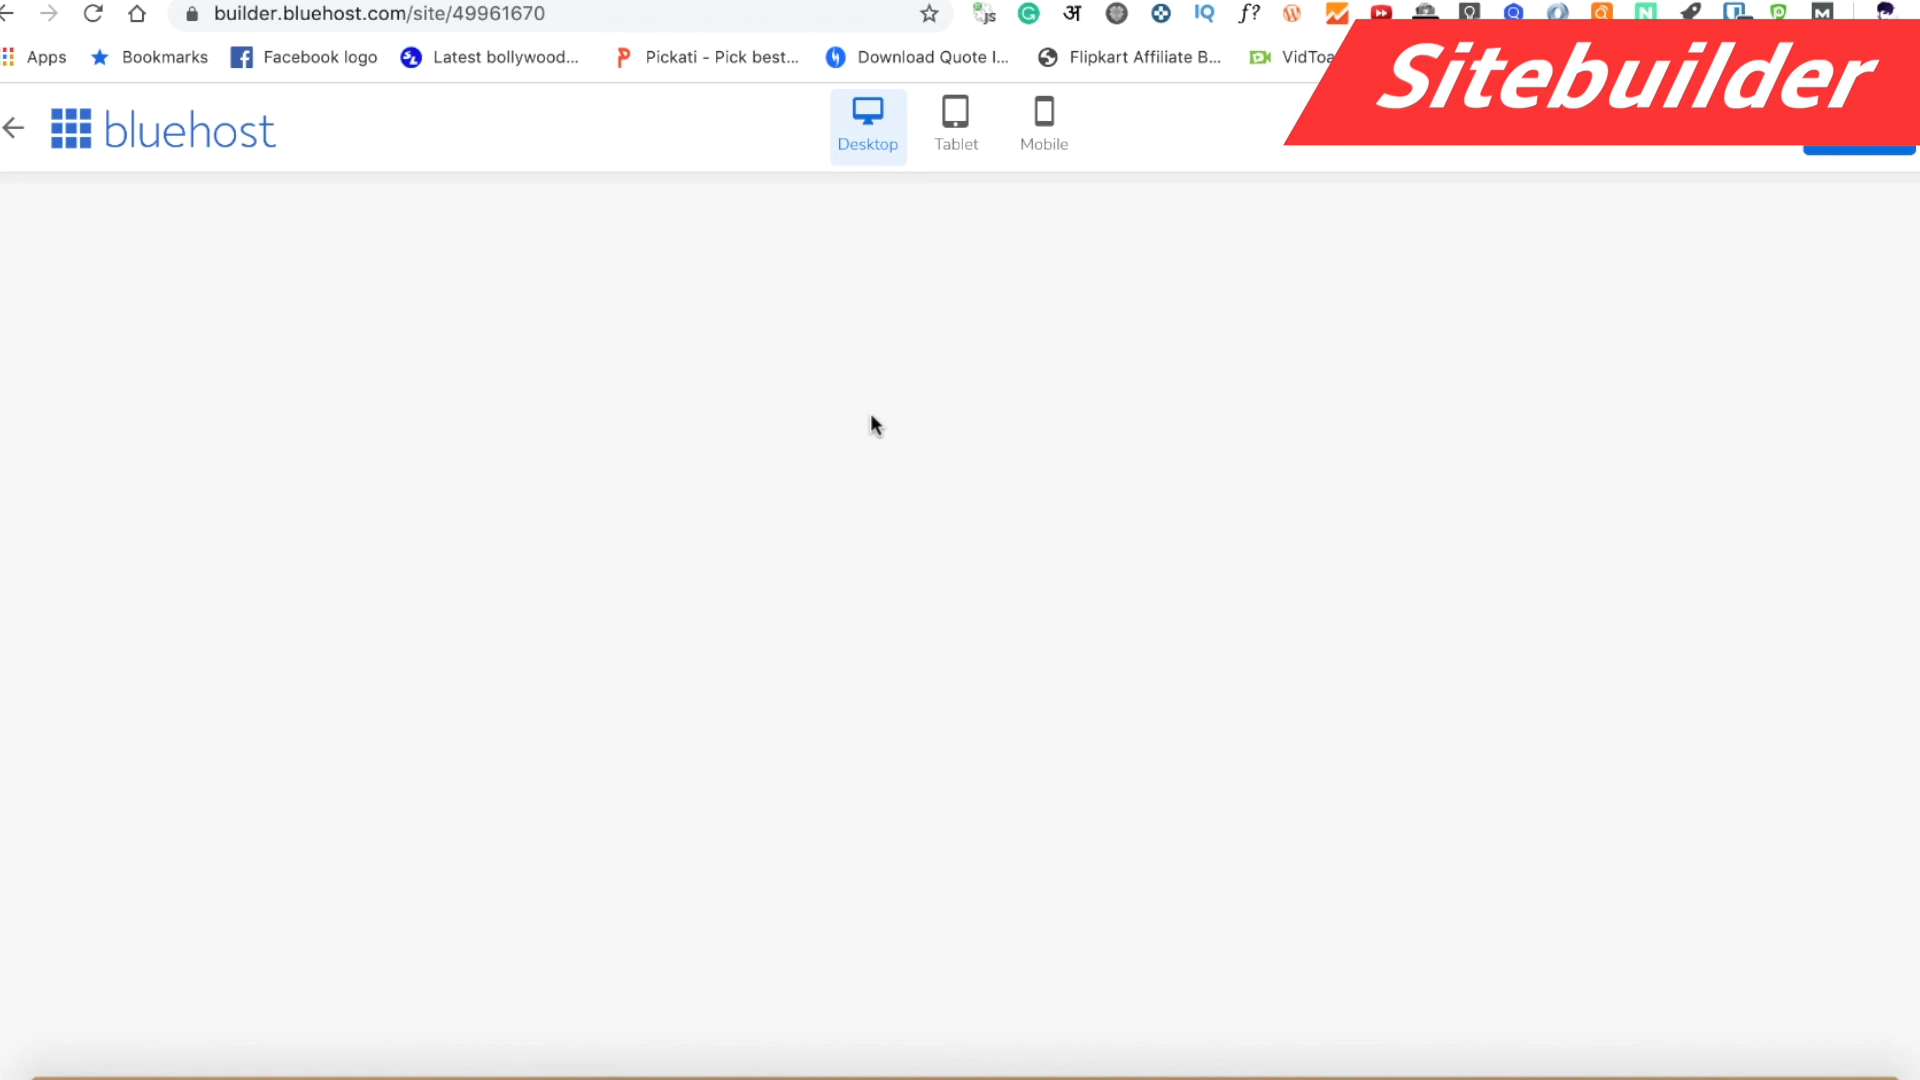 builder.bluehost.com/site/49961670
Apps Bookmarks Facebook logo Latest bollywood... Pickati - Pick best... Download Quote I... Flipkart Affiliate B... VidToa
Sitebuilder
bluehost
Desktop Tablet Mobile